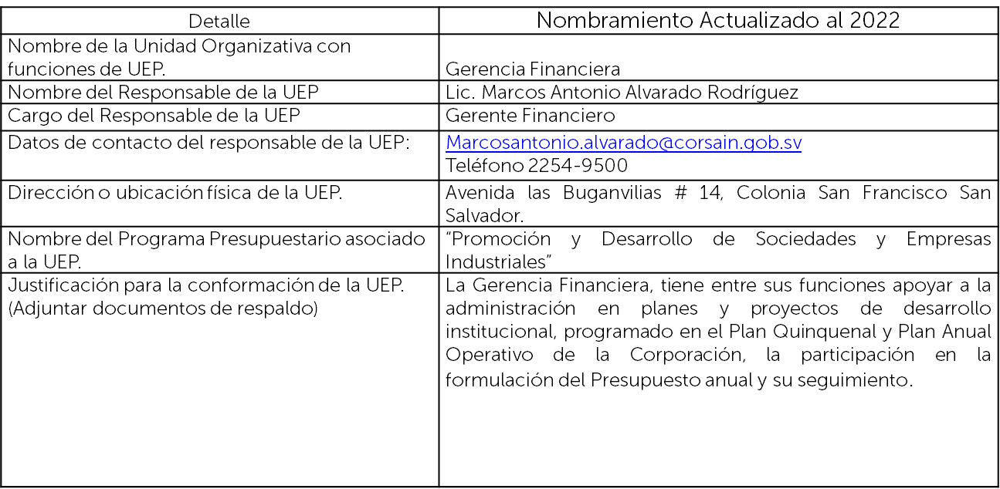 Detalle
Nombramiento Actualizado al 2022
Nombre de la Unidad Organizativa con
funciones de UEP.
Gerencia Financiera
Nombre del Responsable de la UEP
Lic. Marcos Antonio Alvarado Rodríguez
Cargo del Responsable de la UEP
Gerente Financiero
Datos de contacto del responsable de la UEP:
Marcosantonio.alvarado@corsain.gob.sv
Teléfono 2254-9500
Dirección o ubicación física de la UEP.
Avenida las Buganvilias # 14, Colonia San Francisco San
Salvador.
Nombre del Programa Presupuestario asociado
a la UEP.
“Promoción y Desarrollo de Sociedades y Empresas
Industriales”
Justificación para la conformación de la UEP.
(Adjuntar documentos de respaldo)
La Gerencia Financiera, tiene entre sus funciones apoyar a la
administración en planes y proyectos de desarrollo
institucional, programado en el Plan Quinquenal y Plan Anual
Operativo de la Corporación, la participación en la
formulación del Presupuesto anual y su seguimiento.